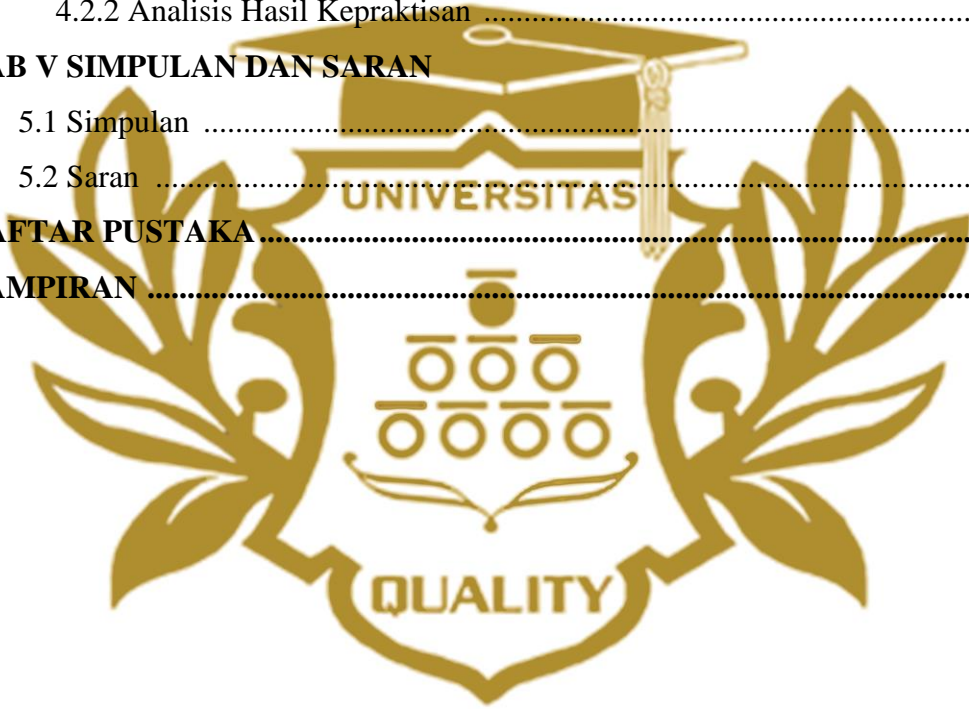 4.2.2 Analisis Hasil Kepraktisan ................................................................
AB V SIMPULAN DAN SARAN
5.1 Simpulan ................................................................................................
5.2 Saran ......................................................................................................
AFTAR PUSTAKA .........................................................................................
AMPIRAN ......................................................................................................
UNIVERSITAS
QUALITY